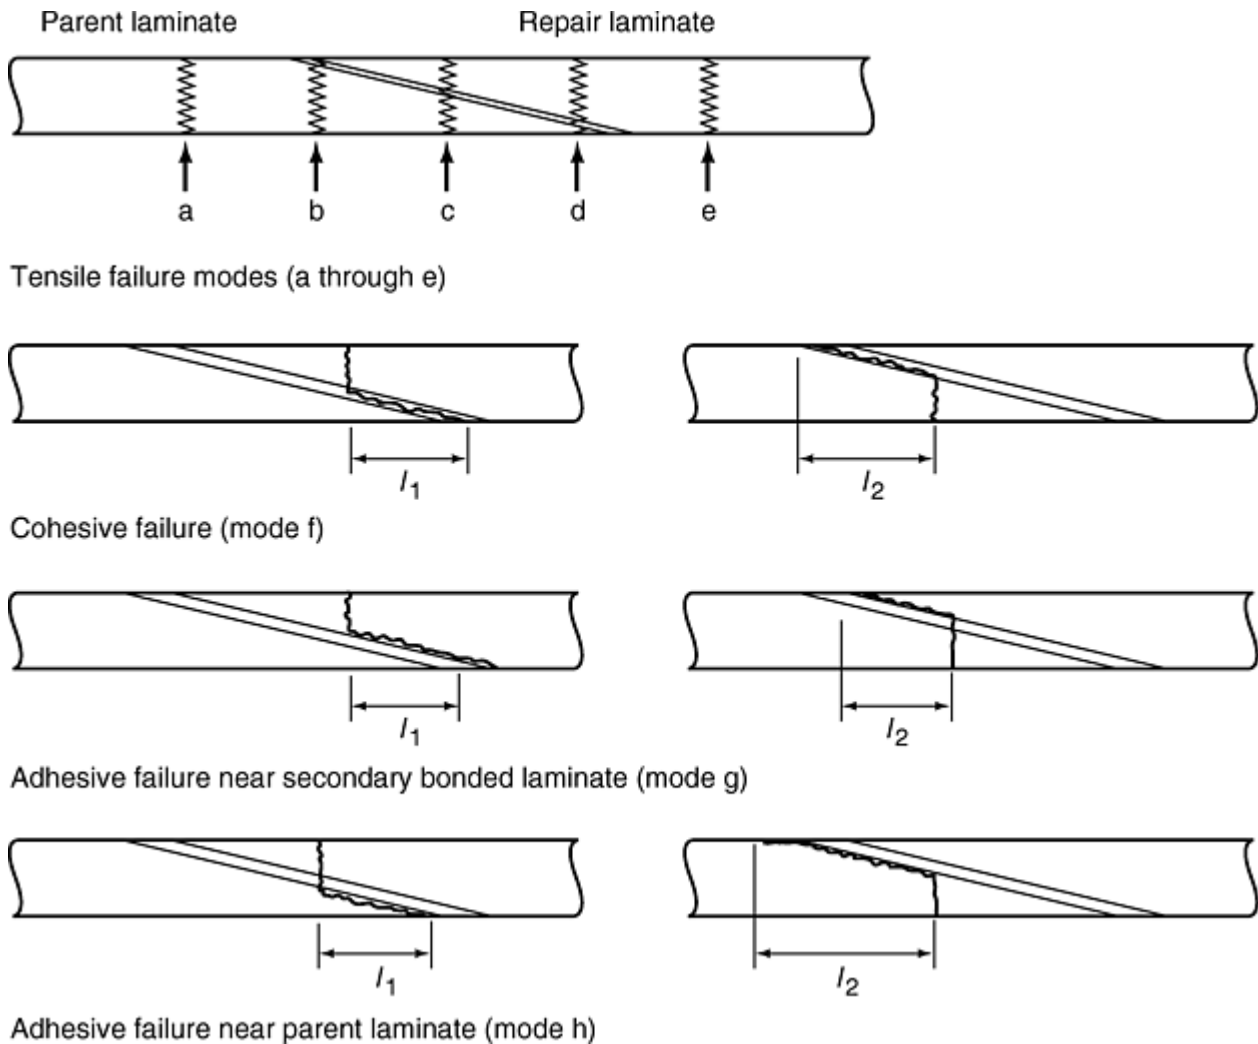 Parent laminate Repair laminate
a b c d e
Tensile failure modes (a through e)
l1 l2
Cohesive failure (mode f)
l1 l2
Adhesive failure near secondary bonded laminate (mode g)
l1 l2
Adhesive failure near parent laminate (mode h)